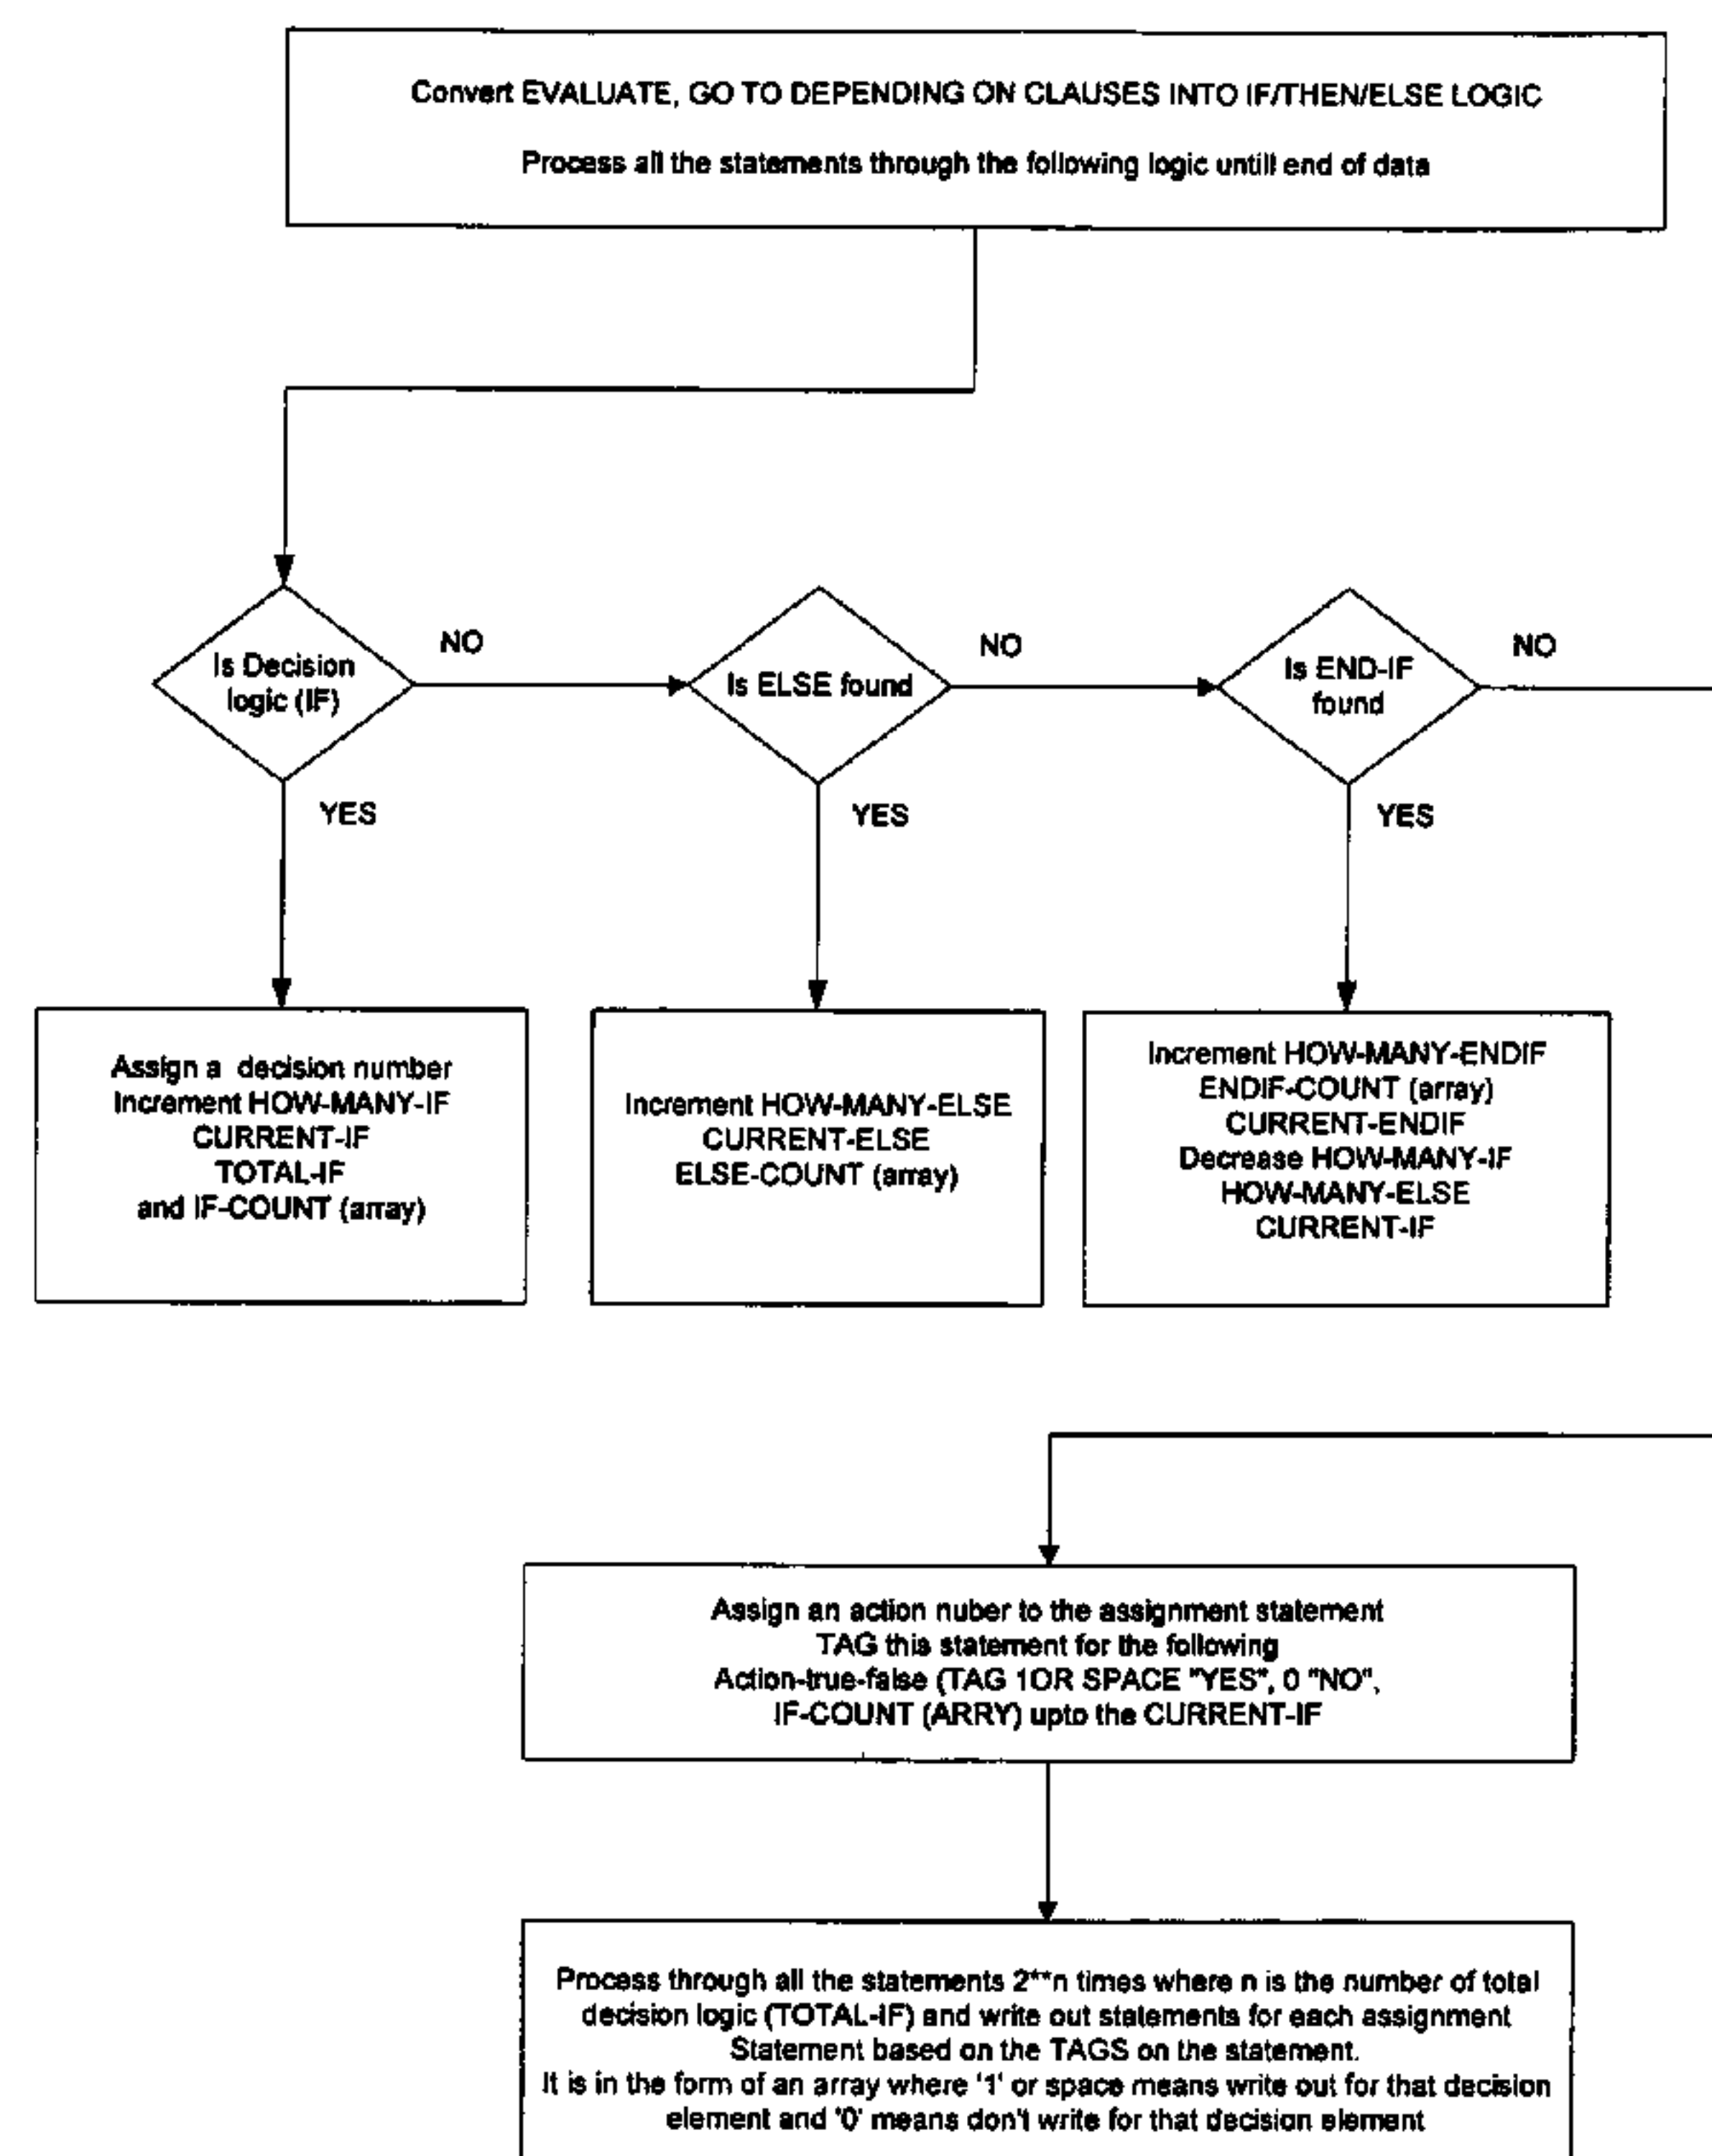 Convert EVALUATE, GO TO DEPENDING ON CLAUSES INTO IF/THEN/ELSE LOGIC
Process all the statements through the following logic untill end of data
Is Decision
logic (IF)
NO
Is ELSE found
NO
Is END-IF
found
NO
YES
YES
YES
Assign a decision number
Increment HOW-MANY-IF
CURRENT-IF
TOTAL-IF
and IF-COUNT (array)
Increment HOW-MANY-ELSE
CURRENT-ELSE
ELSE-COUNT (array)
Increment HOW-MANY-ENDIF
ENDIF-COUNT (array)
CURRENT-ENDIF
Decrease HOW-MANY-IF
HOW-MANY-ELSE
CURRENT-IF
Assign an action nuber to the assignment statement
TAG this statement for the following
Action-true-false (TAG 1OR SPACE "YES", 0 "NO",
IF-COUNT (ARRY) upto the CURRENT-IF
Process through all the statements 2**n times where n is the number of total
decision logic (TOTAL-IF) and write out statements for each assignment
Statement based on the TAGS on the statement.
It is in the form of an array where '1' or space means write out for that decision
element and '0' means don't write for that decision element